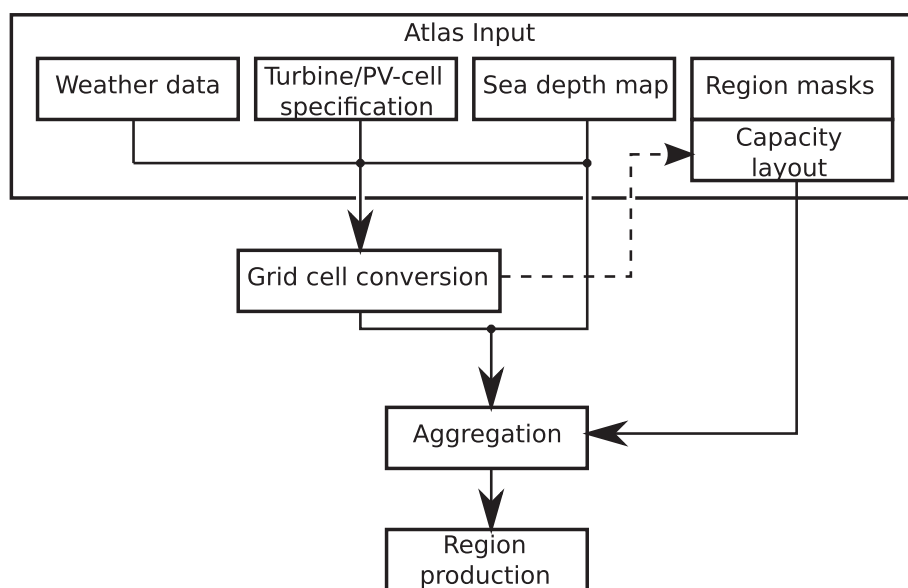 Atlas Input
Weather data
Turbine/PV-cell
specification
Sea depth map
Region masks
Capacity
layout
Grid cell conversion
Aggregation
Region
production